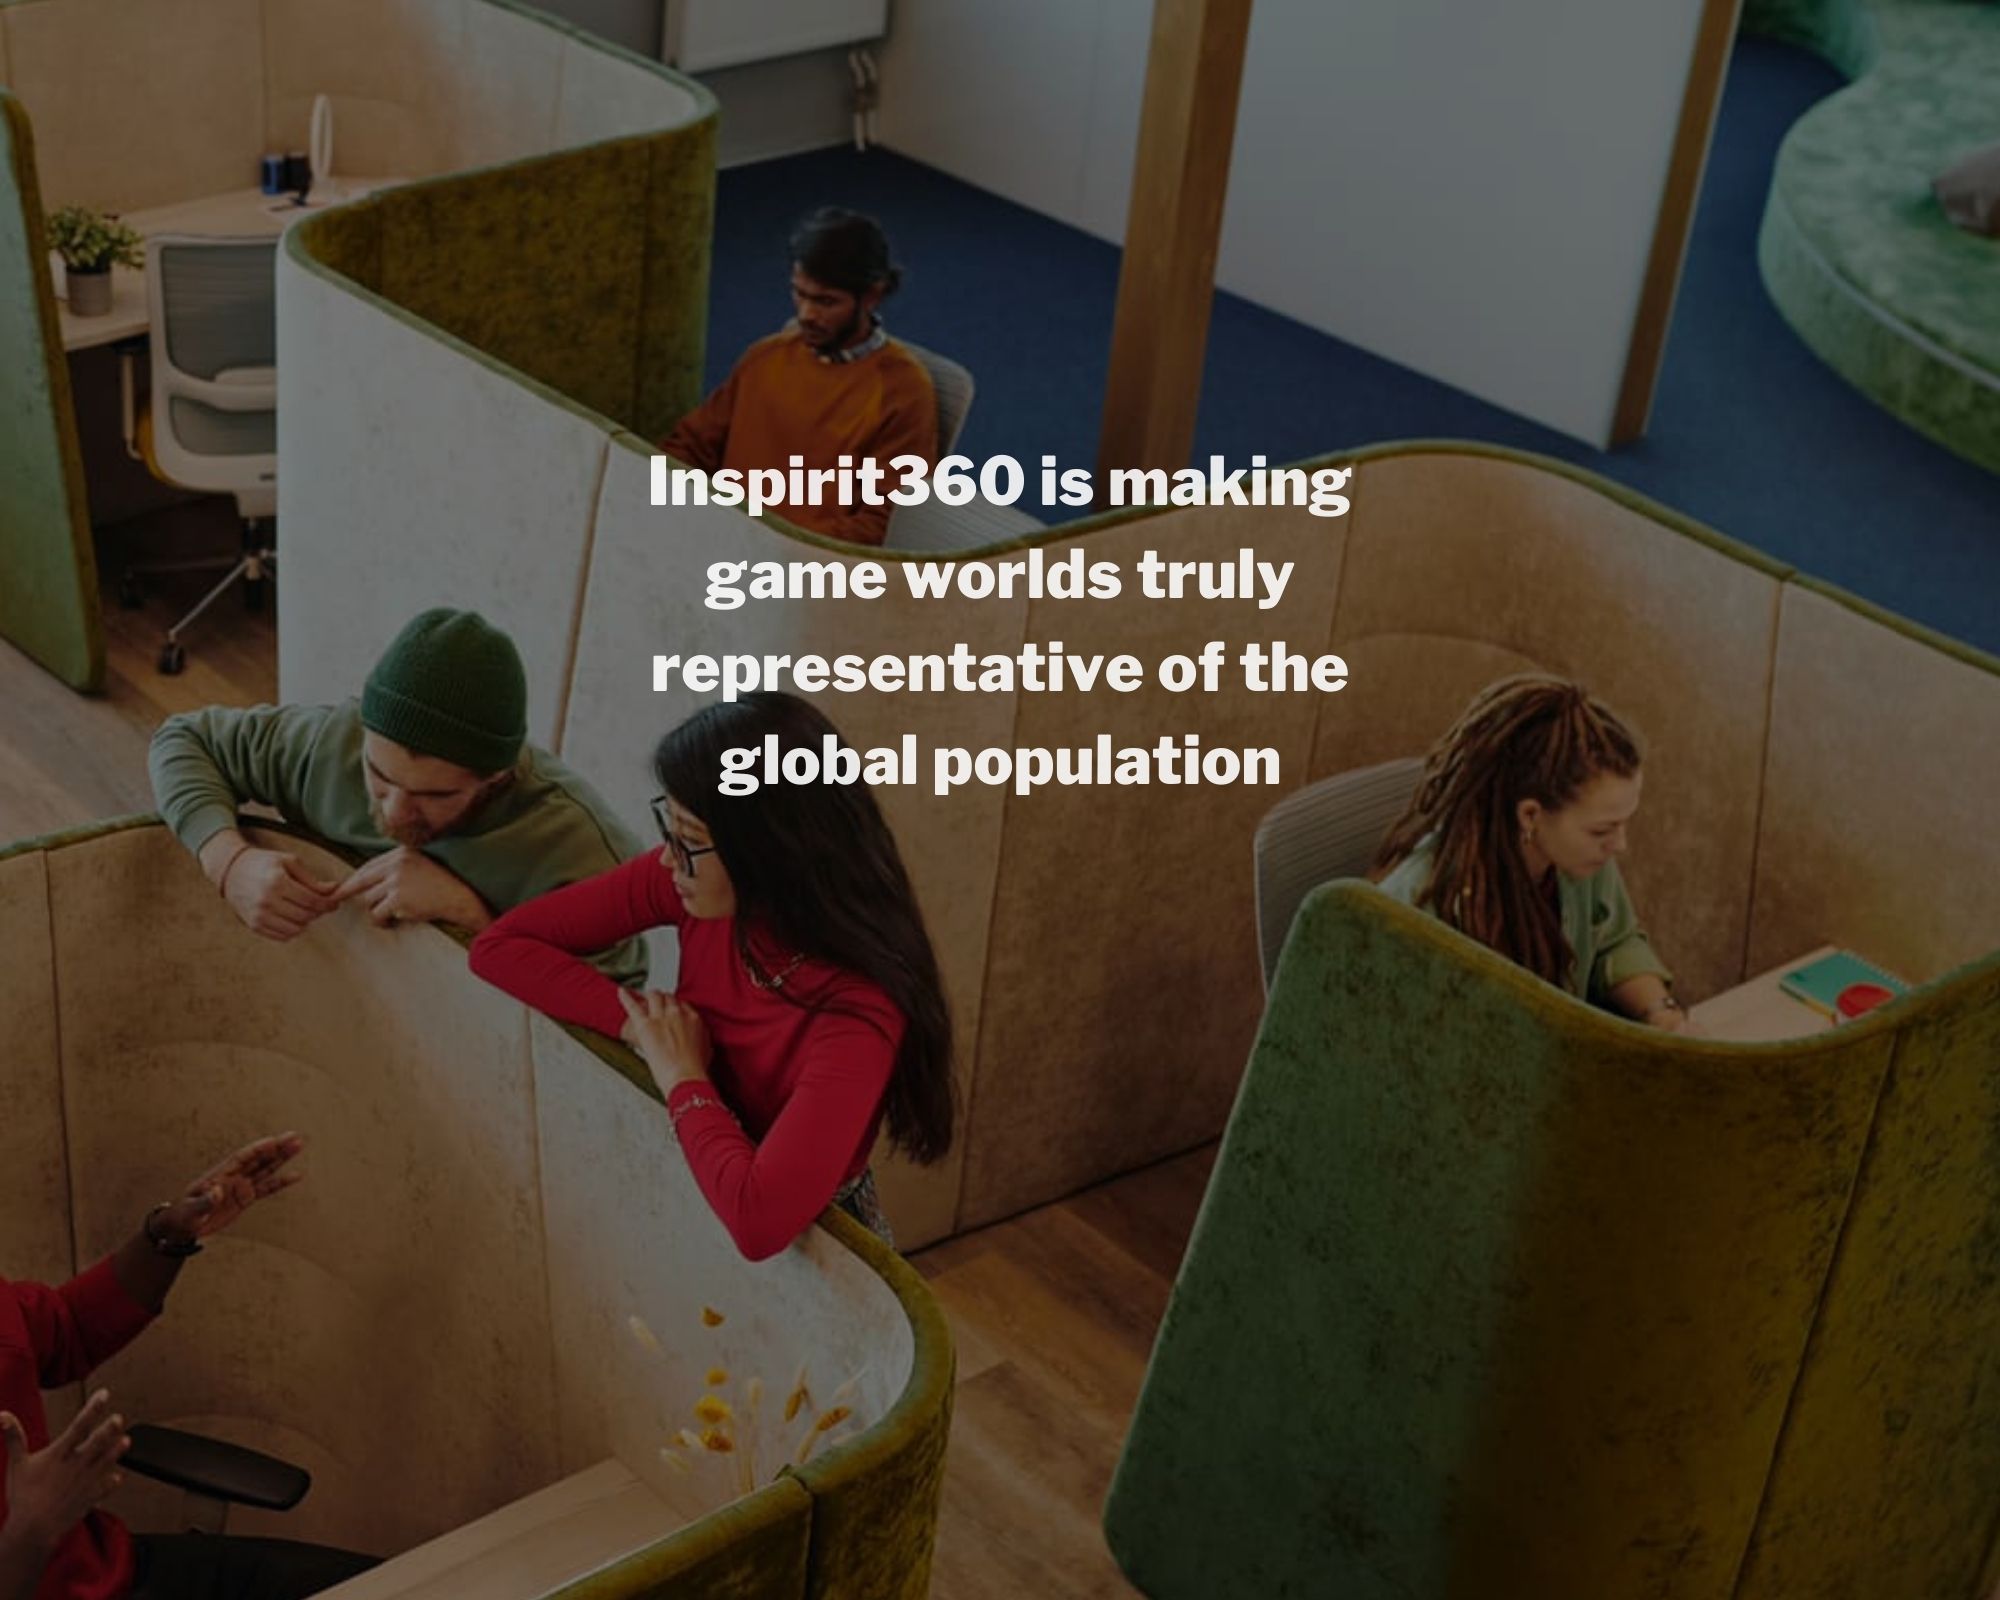 Inspirit360 is making
game worlds truly
representative of the
global population